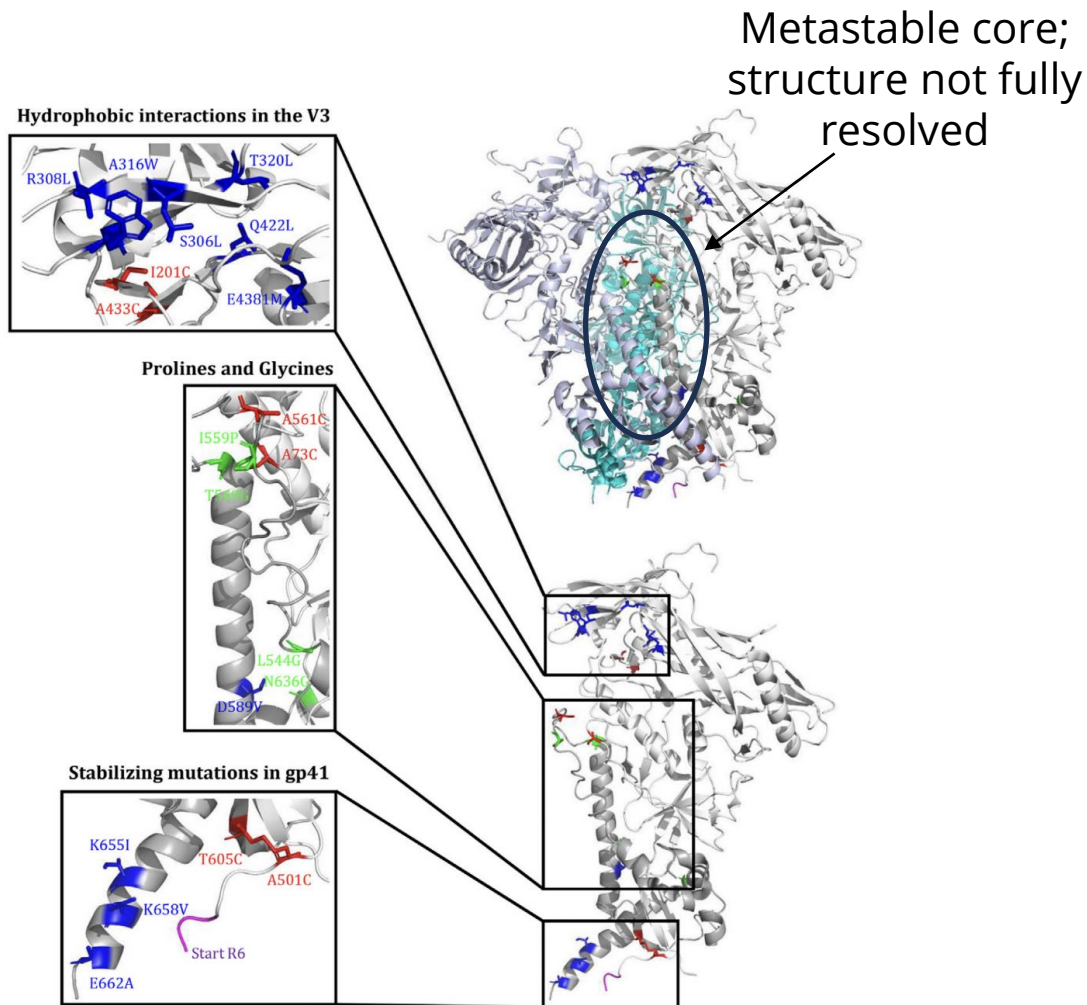 Metastable core;
structure not fully
resolved
Hydrophobic interactions in the V3
A316W
T320L
R308L
Q422L
S306L
I201C
E4381M
A433C
Prolines and Glycines
A561C
I559P
A73C
L544G
N636G
D589V
Stabilizing mutations in gp41
K655I
T605C
A501C
K658V
Start R6
E662A